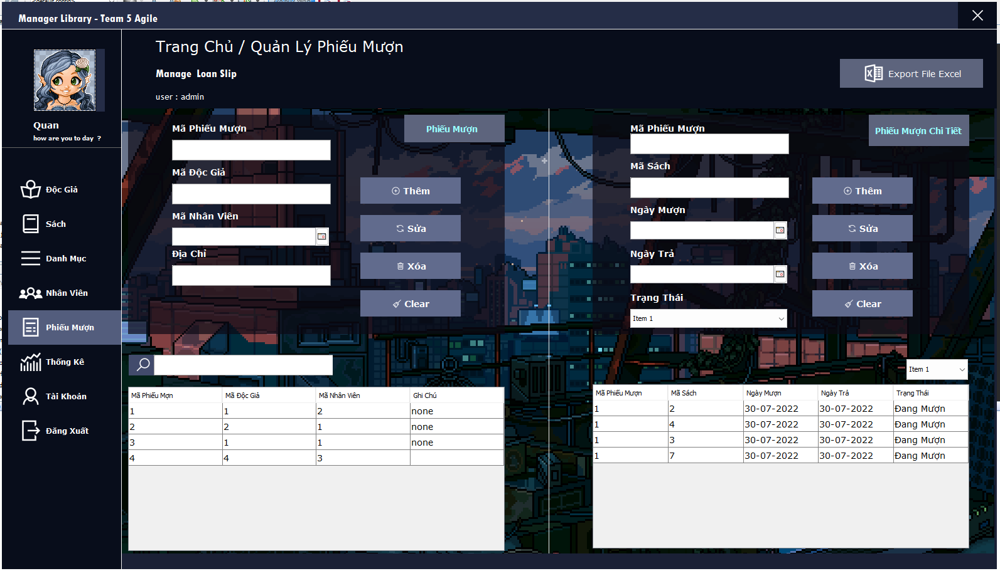 Manager Library - Team 5 Agile
Quan
how are you to day ?
Độc Giả
Sách
Danh Mục
Nhân Viên
Phiếu Mượn
Thống Kê
Tài Khoản
Đăng Xuất
Trang Chủ / Quản Lý Phiếu Mượn
Manage Loan Slip
user : admin
Export File Excel
Mã Phiếu Mượn
Phiếu Mượn
Mã Độc Giả
Mã Nhân Viên
Địa Chỉ
Thêm
Sửa
Xóa
Clear
Mã Phiếu Mợn Mã Độc Giả Mã Nhân Viên Ghi Chú
1 1 2 none
2 2 1 none
3 1 1 none
4 4 3
Mã Phiếu Mượn
Phiếu Mượn Chi Tiết
Mã Sách
Ngày Mượn
Ngày Trả
Trạng Thái
Item 1
Thêm
Sửa
Xóa
Clear
Item 1
Mã Phiếu Mượn Mã Sách Ngày Mượn Ngày Trả Trạng Thái
1 2 30-07-2022 30-07-2022 Đang Mượn
1 4 30-07-2022 30-07-2022 Đang Mượn
1 3 30-07-2022 30-07-2022 Đang Mượn
1 7 30-07-2022 30-07-2022 Đang Mượn